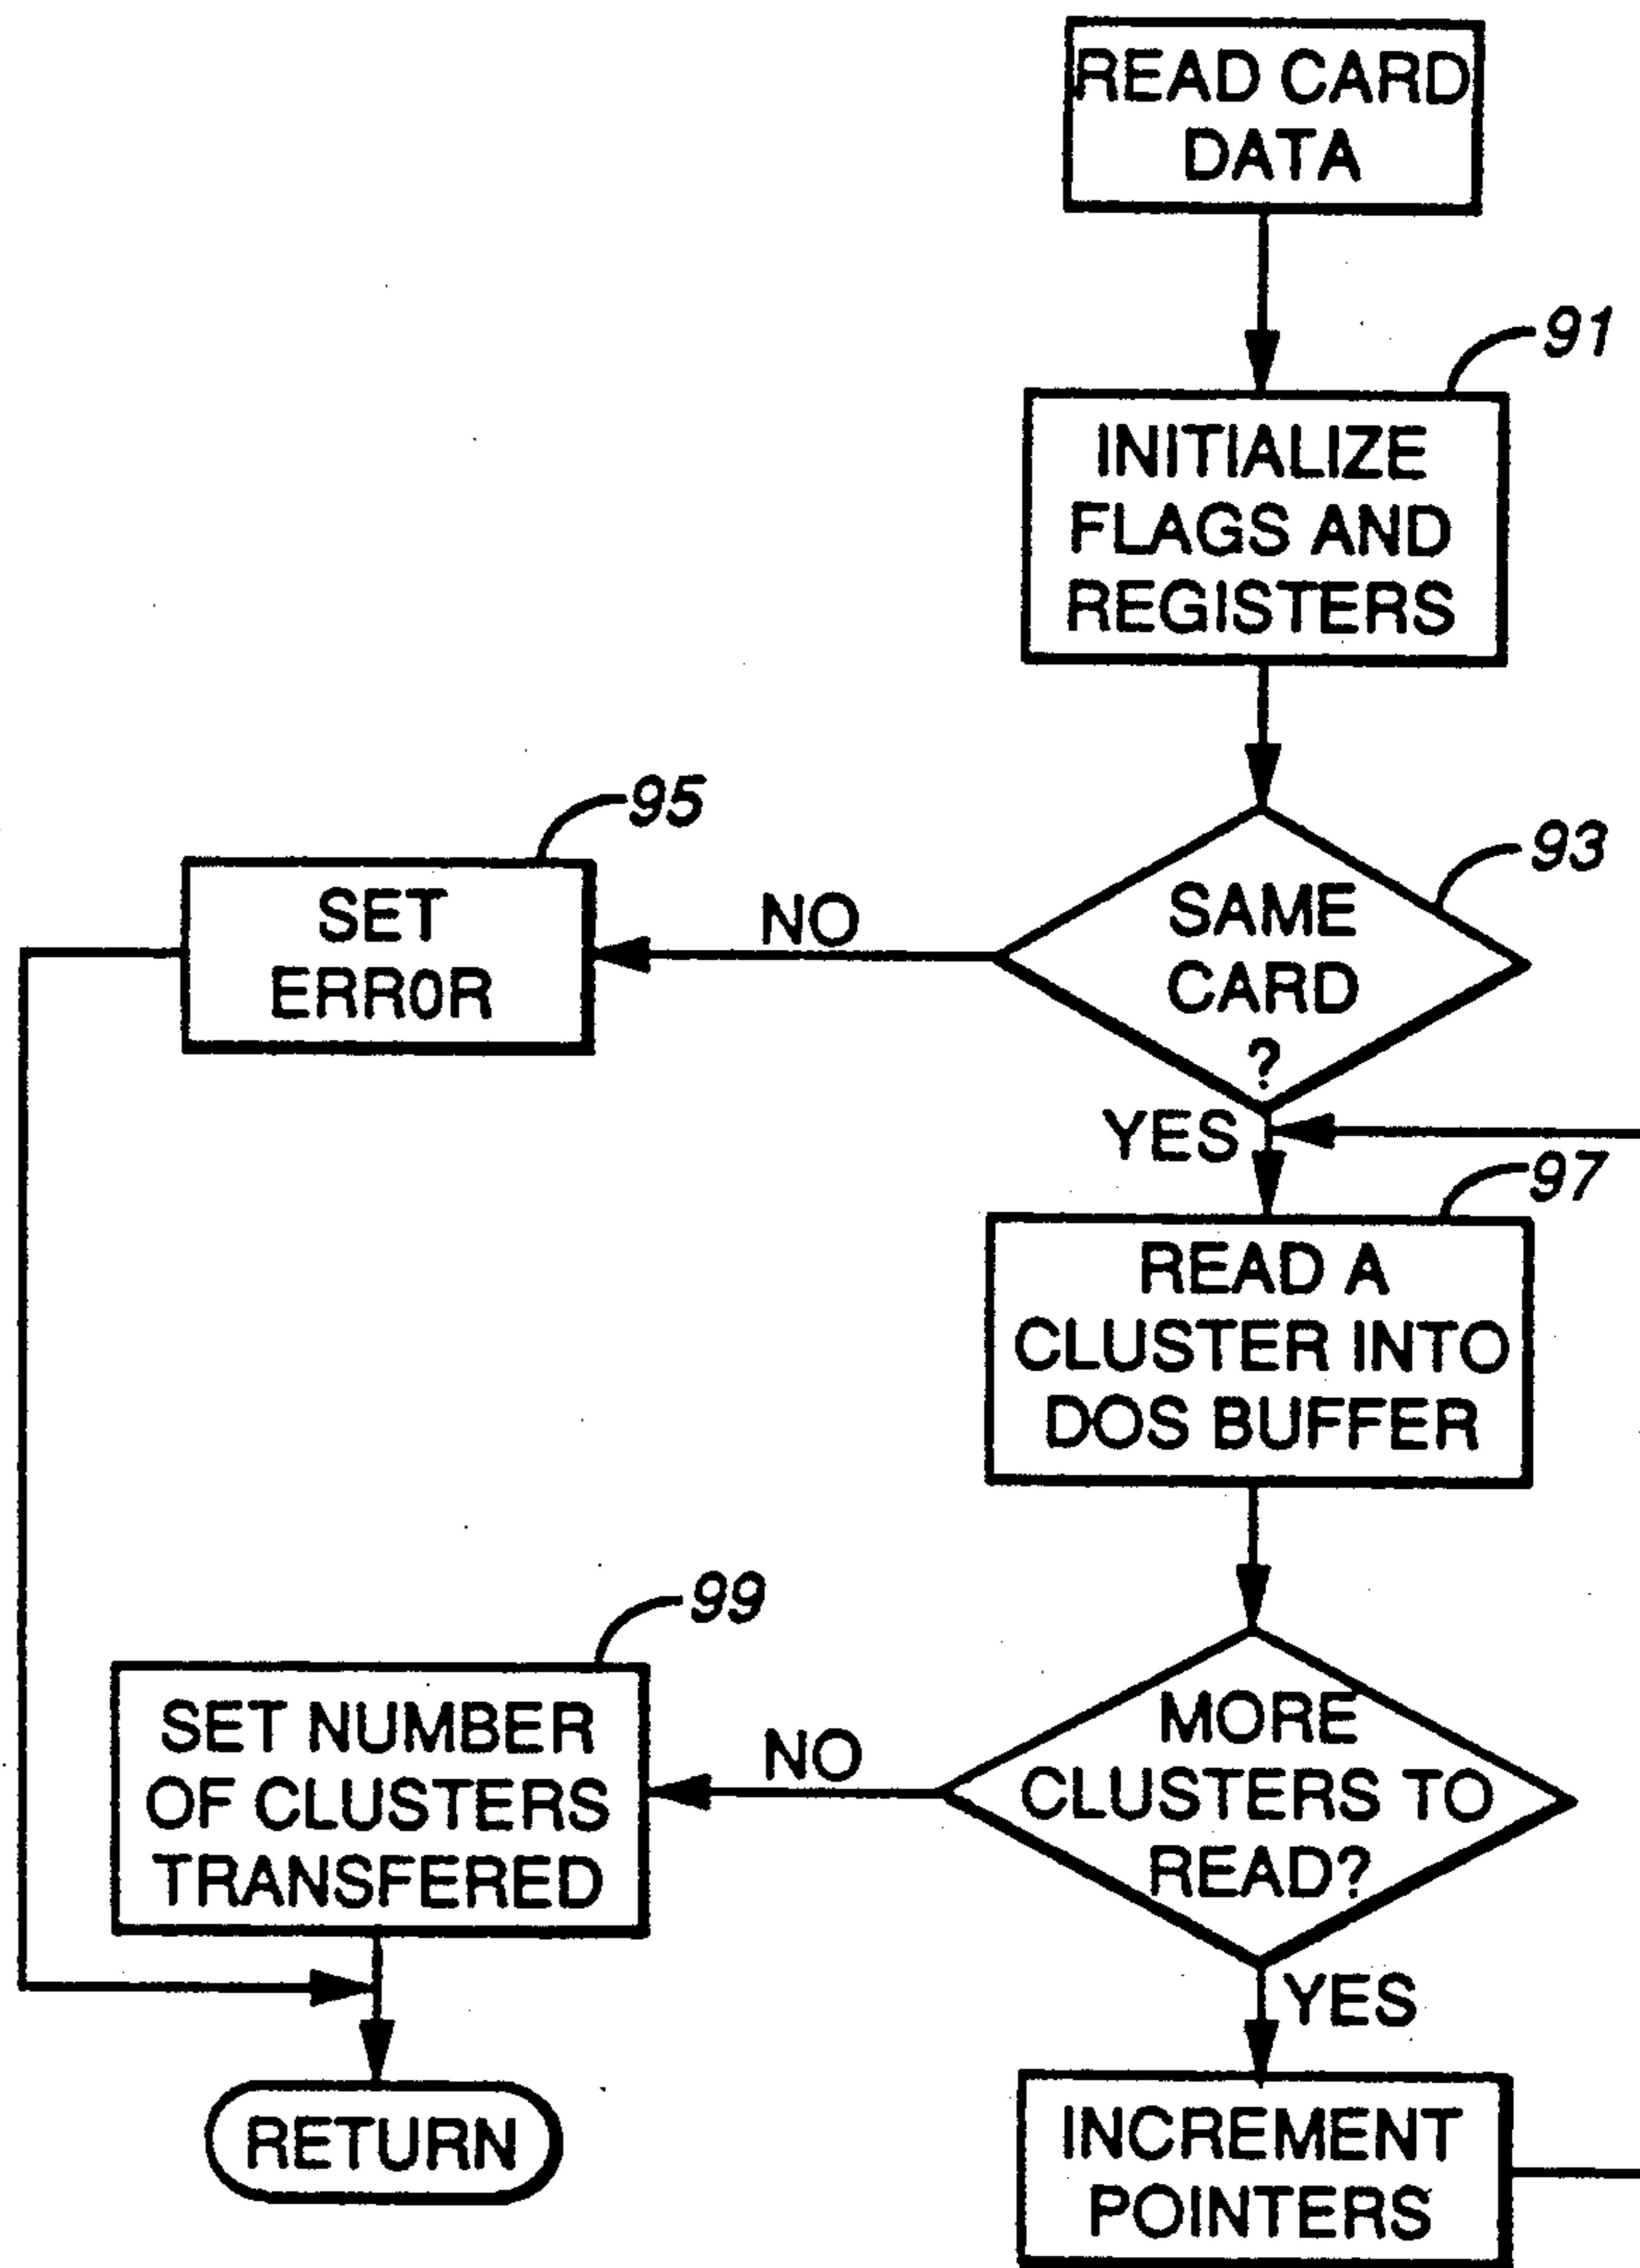 READ CARD
DATA
91
INITIALIZE
FLAGS AND
REGISTERS
95
93
SET
ERROR
NO
SAME
CARD
?
YES
97
READ A
CLUSTER INTO
DOS BUFFER
99
SET NUMBER
OF CLUSTERS
TRANSFERED
NO
MORE
CLUSTERS TO
READ?
YES
RETURN
INCREMENT
POINTERS